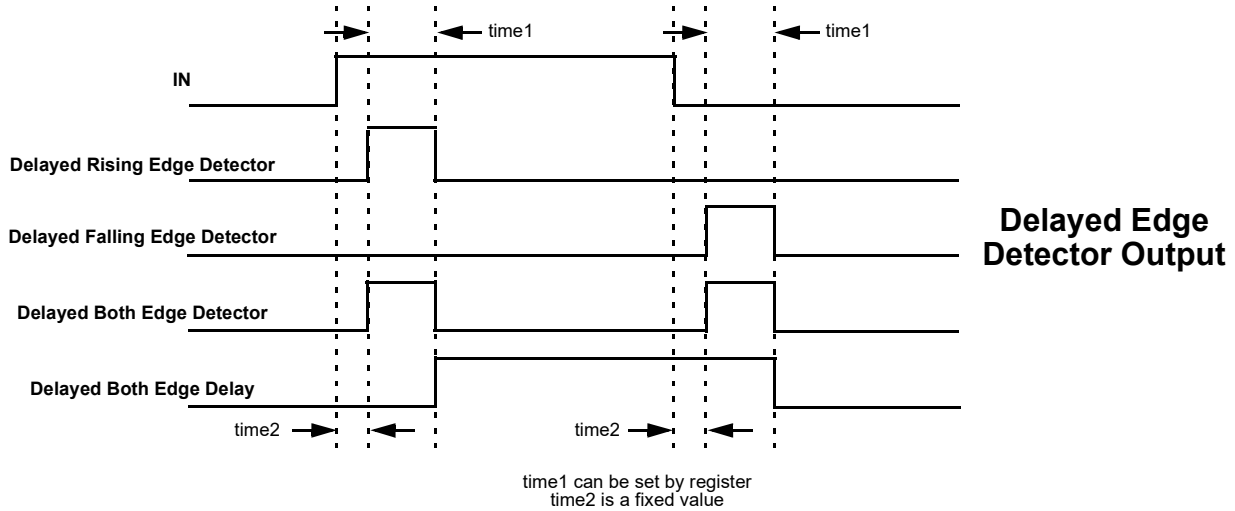 time1
time1
IN
Delayed Rising Edge Detector
Delayed Falling Edge Detector
Delayed Edge
Detector Output
Delayed Both Edge Detector
Delayed Both Edge Delay
time2
time2
time1 can be set by register
time2 is a fixed value